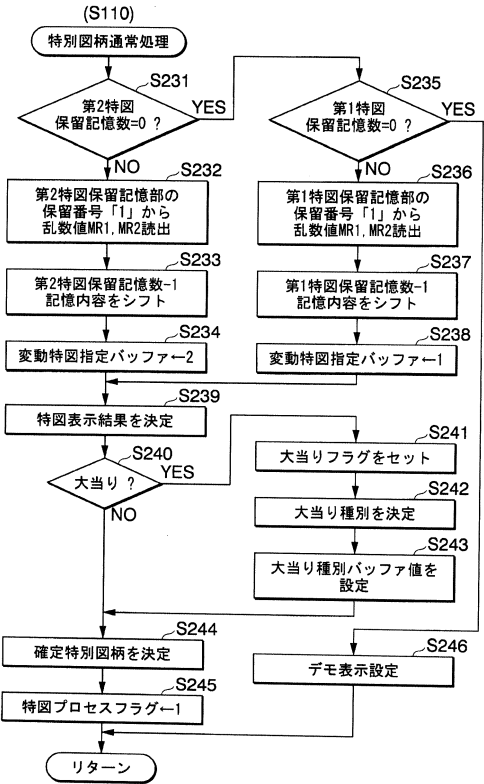 (S110)
特別図柄通常処理
S231
第2特図
保留記憶数=0 ?
YES
NO
S235
第1特図
保留記憶数=0 ?
YES
NO
S232
第2特図保留記憶部の
保留番号「1」から
乱数値MR1, MR2読出
S236
第1特図保留記憶部の
保留番号「1」から
乱数値MR1, MR2読出
S233
第2特図保留記憶数-1
記憶内容をシフト
S237
第1特図保留記憶数-1
記憶内容をシフト
S234
変動特図指定バッファ←2
S238
変動特図指定バッファ←1
S239
特図表示結果を決定
S240
大当り ?
YES
NO
S241
大当りフラグをセット
S242
大当り種別を決定
S243
大当り種別バッファ値を
設定
S244
確定特別図柄を決定
S246
デモ表示設定
S245
特図プロセスフラグ←1
リターン